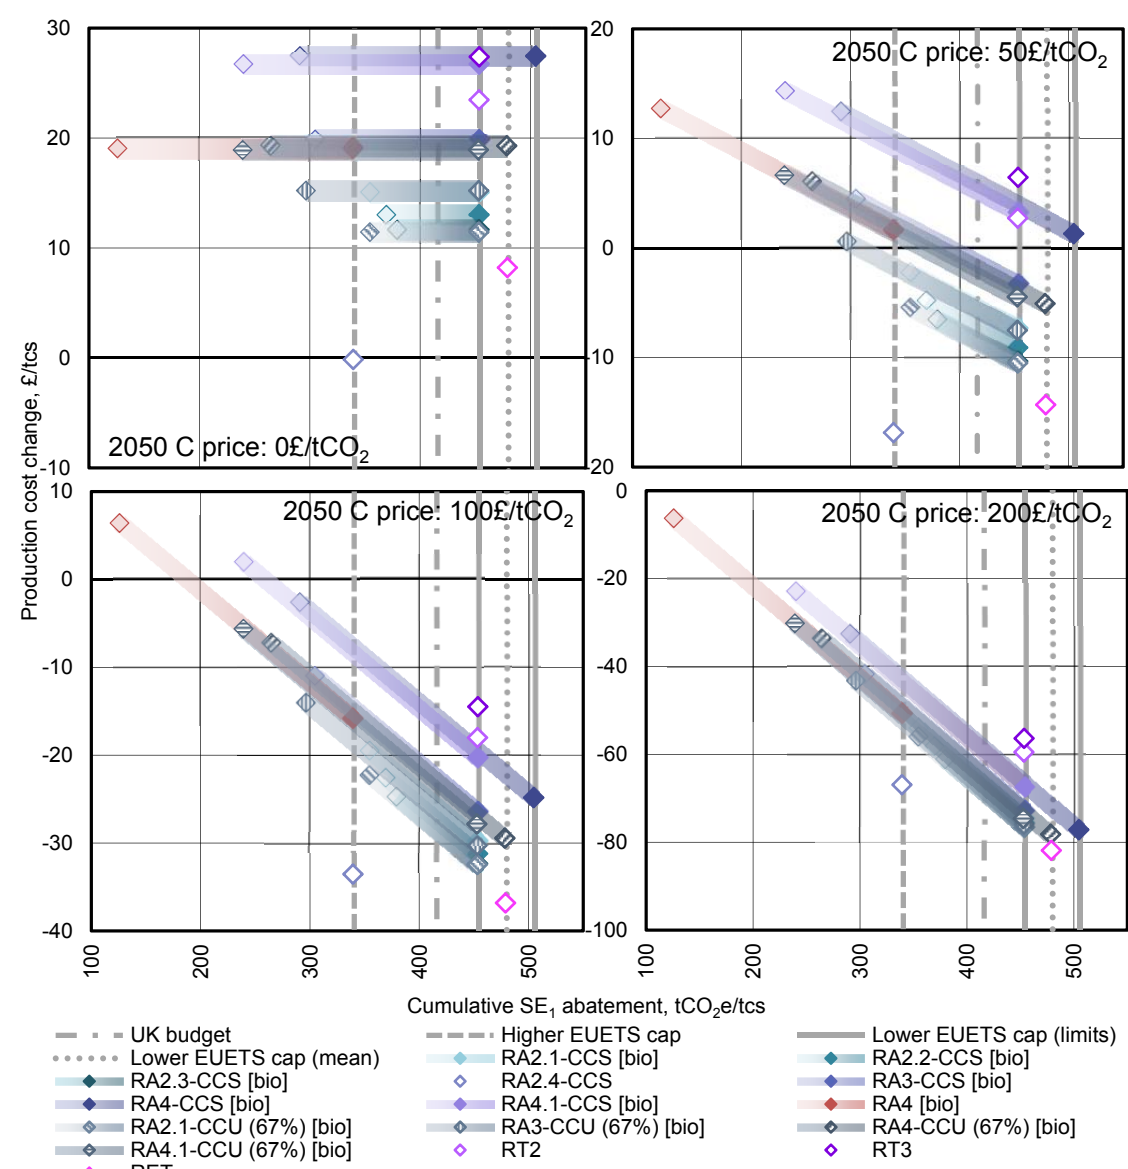 30
20
10
0
-10
2050 C price: 0£/tCO2
20
10
0
-10
20
2050 C price: 50£/tCO2
Production cost change, £/tcs
10
0
-10
-20
-30
-40
2050 C price: 100£/tCO2
0
-20
-40
-60
-80
-100
2050 C price: 200£/tCO2
100 200 300 400 500
100 200 300 400 500
Cumulative SE1 abatement, tCO2e/tcs
UK budget Higher EUETS cap Lower EUETS cap (limits)
Lower EUETS cap (mean) RA2.1-CCS [bio] RA2.2-CCS [bio]
RA2.3-CCS [bio] RA2.4-CCS RA3-CCS [bio]
RA4-CCS [bio] RA4.1-CCS [bio] RA4 [bio]
RA2.1-CCU (67%) [bio] RA3-CCU (67%) [bio] RA4-CCU (67%) [bio]
RA4.1-CCU (67%) [bio] RT2 RT3